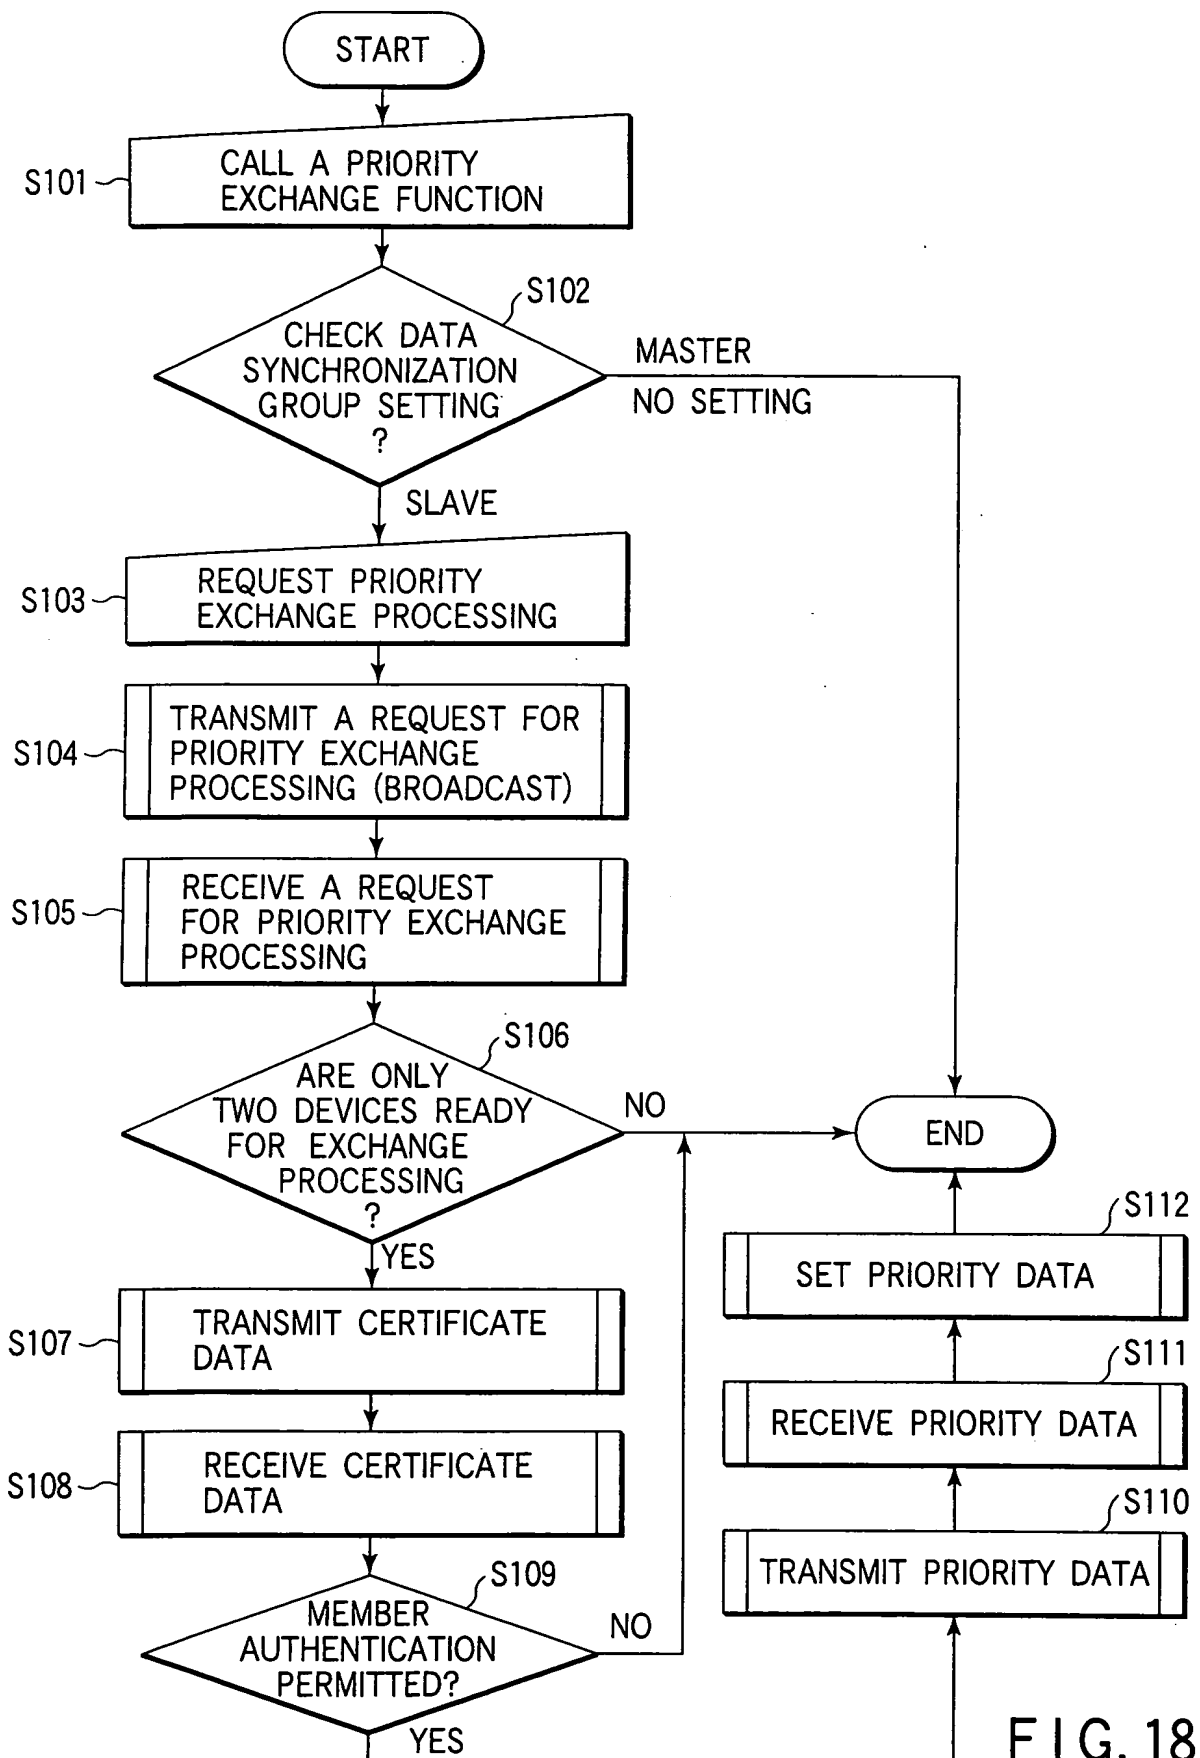 START
S101
CALL A PRIORITY
EXCHANGE FUNCTION
S102
CHECK DATA
SYNCHRONIZATION
GROUP SETTING
?
MASTER
NO SETTING
SLAVE
S103
REQUEST PRIORITY
EXCHANGE PROCESSING
S104
TRANSMIT A REQUEST FOR
PRIORITY EXCHANGE
PROCESSING (BROADCAST)
S105
RECEIVE A REQUEST
FOR PRIORITY EXCHANGE
PROCESSING
S106
ARE ONLY
TWO DEVICES READY
FOR EXCHANGE
PROCESSING
?
NO
END
YES
S107
TRANSMIT CERTIFICATE
DATA
S108
RECEIVE CERTIFICATE
DATA
S109
MEMBER
AUTHENTICATION
PERMITTED?
NO
YES
S112
SET PRIORITY DATA
S111
RECEIVE PRIORITY DATA
S110
TRANSMIT PRIORITY DATA
FIG. 18